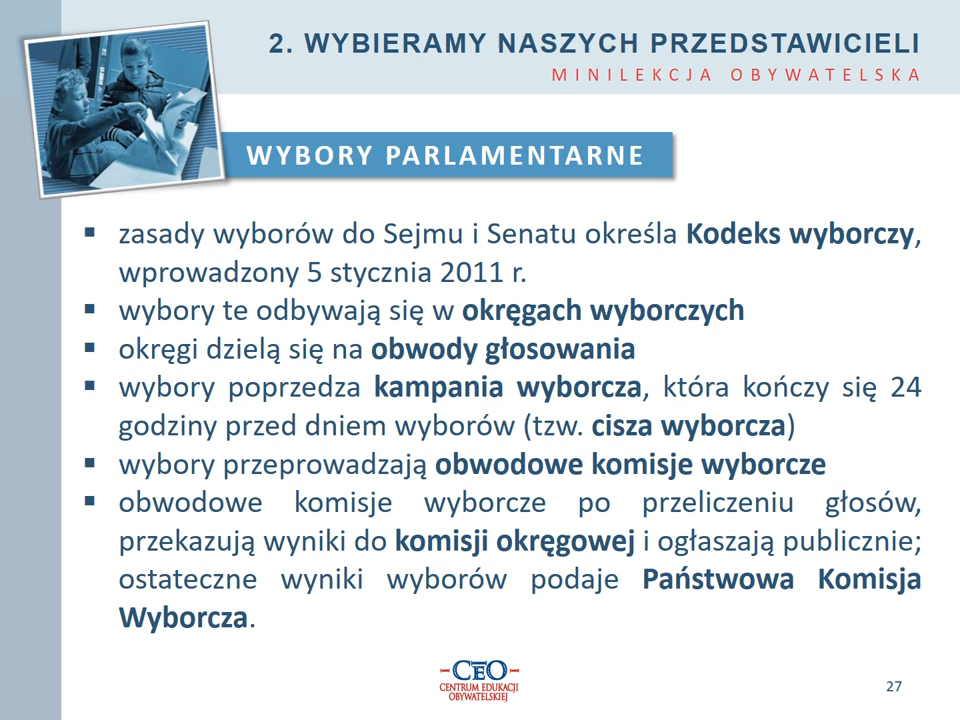 2. WYBIERAMY NASZYCH PRZEDSTAWICIELI
MINILEKCJA OBYWATELSKA
WYBORY PARLAMENTARNE
▪ zasady wyborów do Sejmu i Senatu określa Kodeks wyborczy,
wprowadzony 5 stycznia 2011 r.
▪ wybory te odbywają się w okręgach wyborczych
▪ okręgi dzielą się na obwody głosowania
▪ wybory poprzedza kampania wyborcza, która kończy się 24
godziny przed dniem wyborów (tzw. cisza wyborcza)
▪ wybory przeprowadzają obwodowe komisje wyborcze
▪ obwodowe komisje wyborcze po przeliczeniu głosów,
przekazują wyniki do komisji okręgowej i ogłaszają publicznie;
ostateczne wyniki wyborów podaje Państwowa Komisja
Wyborcza.
CEO
CENTRUM EDUKACJI
OBYWATELSKIEJ
27